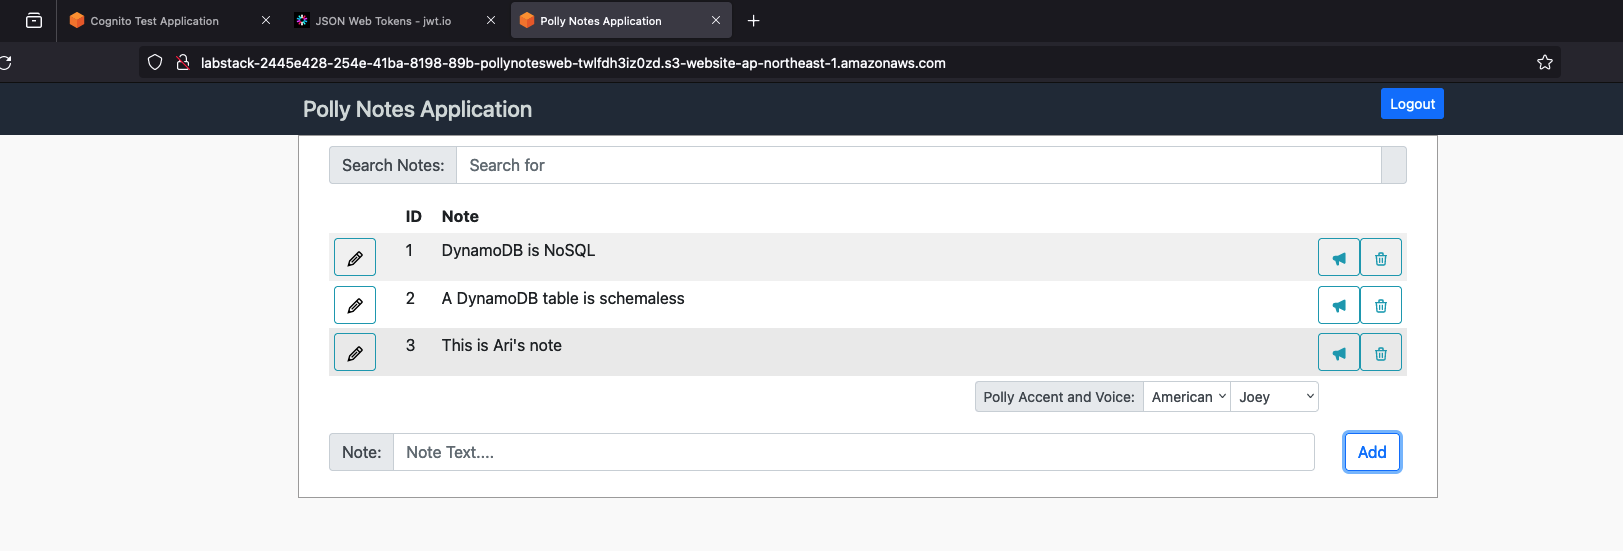 Cognito Test Application
JSON Web Tokens - jwt.io
Polly Notes Application
labstack-2445e428-254e-41ba-8198-89b-pollynotesweb-twlfdh3iz0zd.s3-website-ap-northeast-1.amazonaws.com
Polly Notes Application
Logout
Search Notes: Search for
ID Note
1 DynamoDB is NoSQL
2 A DynamoDB table is schemaless
3 This is Ari's note
Polly Accent and Voice: American Joey
Note: Note Text.... Add